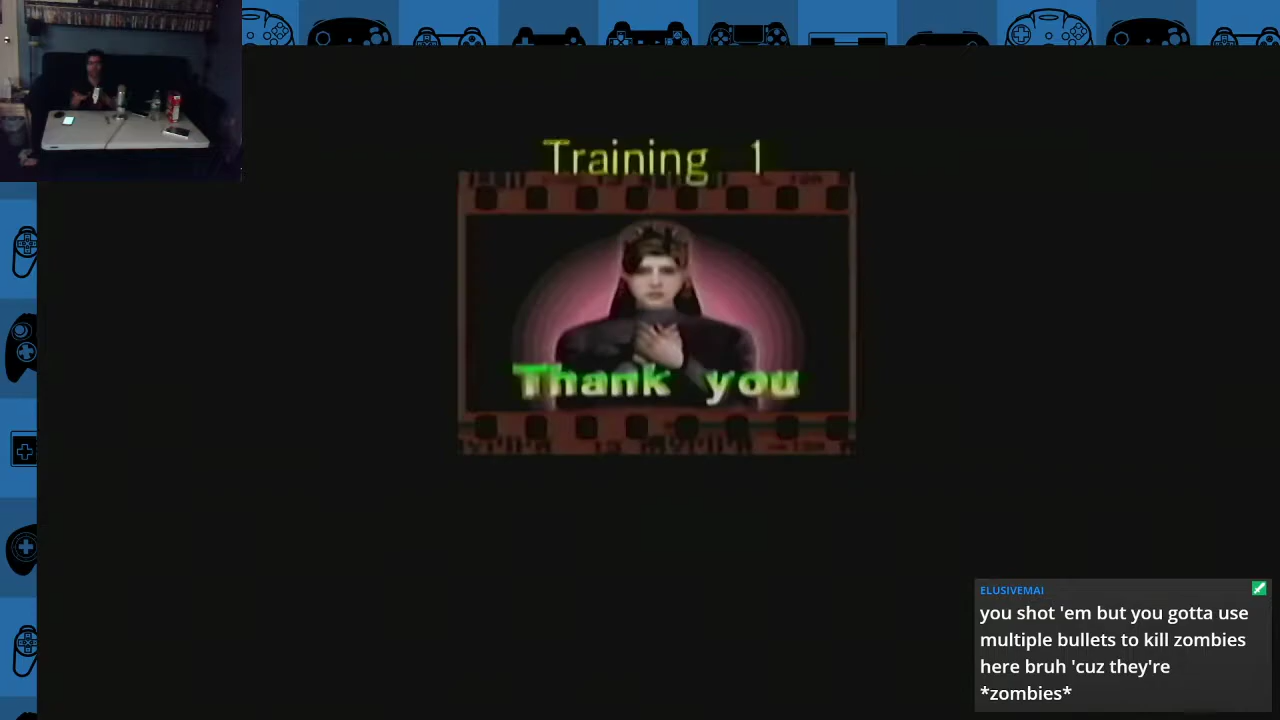 Training 1
Thank you
ELUSIVEMAI
you shot 'em but you gotta use
multiple bullets to kill zombies
here bruh 'cuz they're
*zombies*